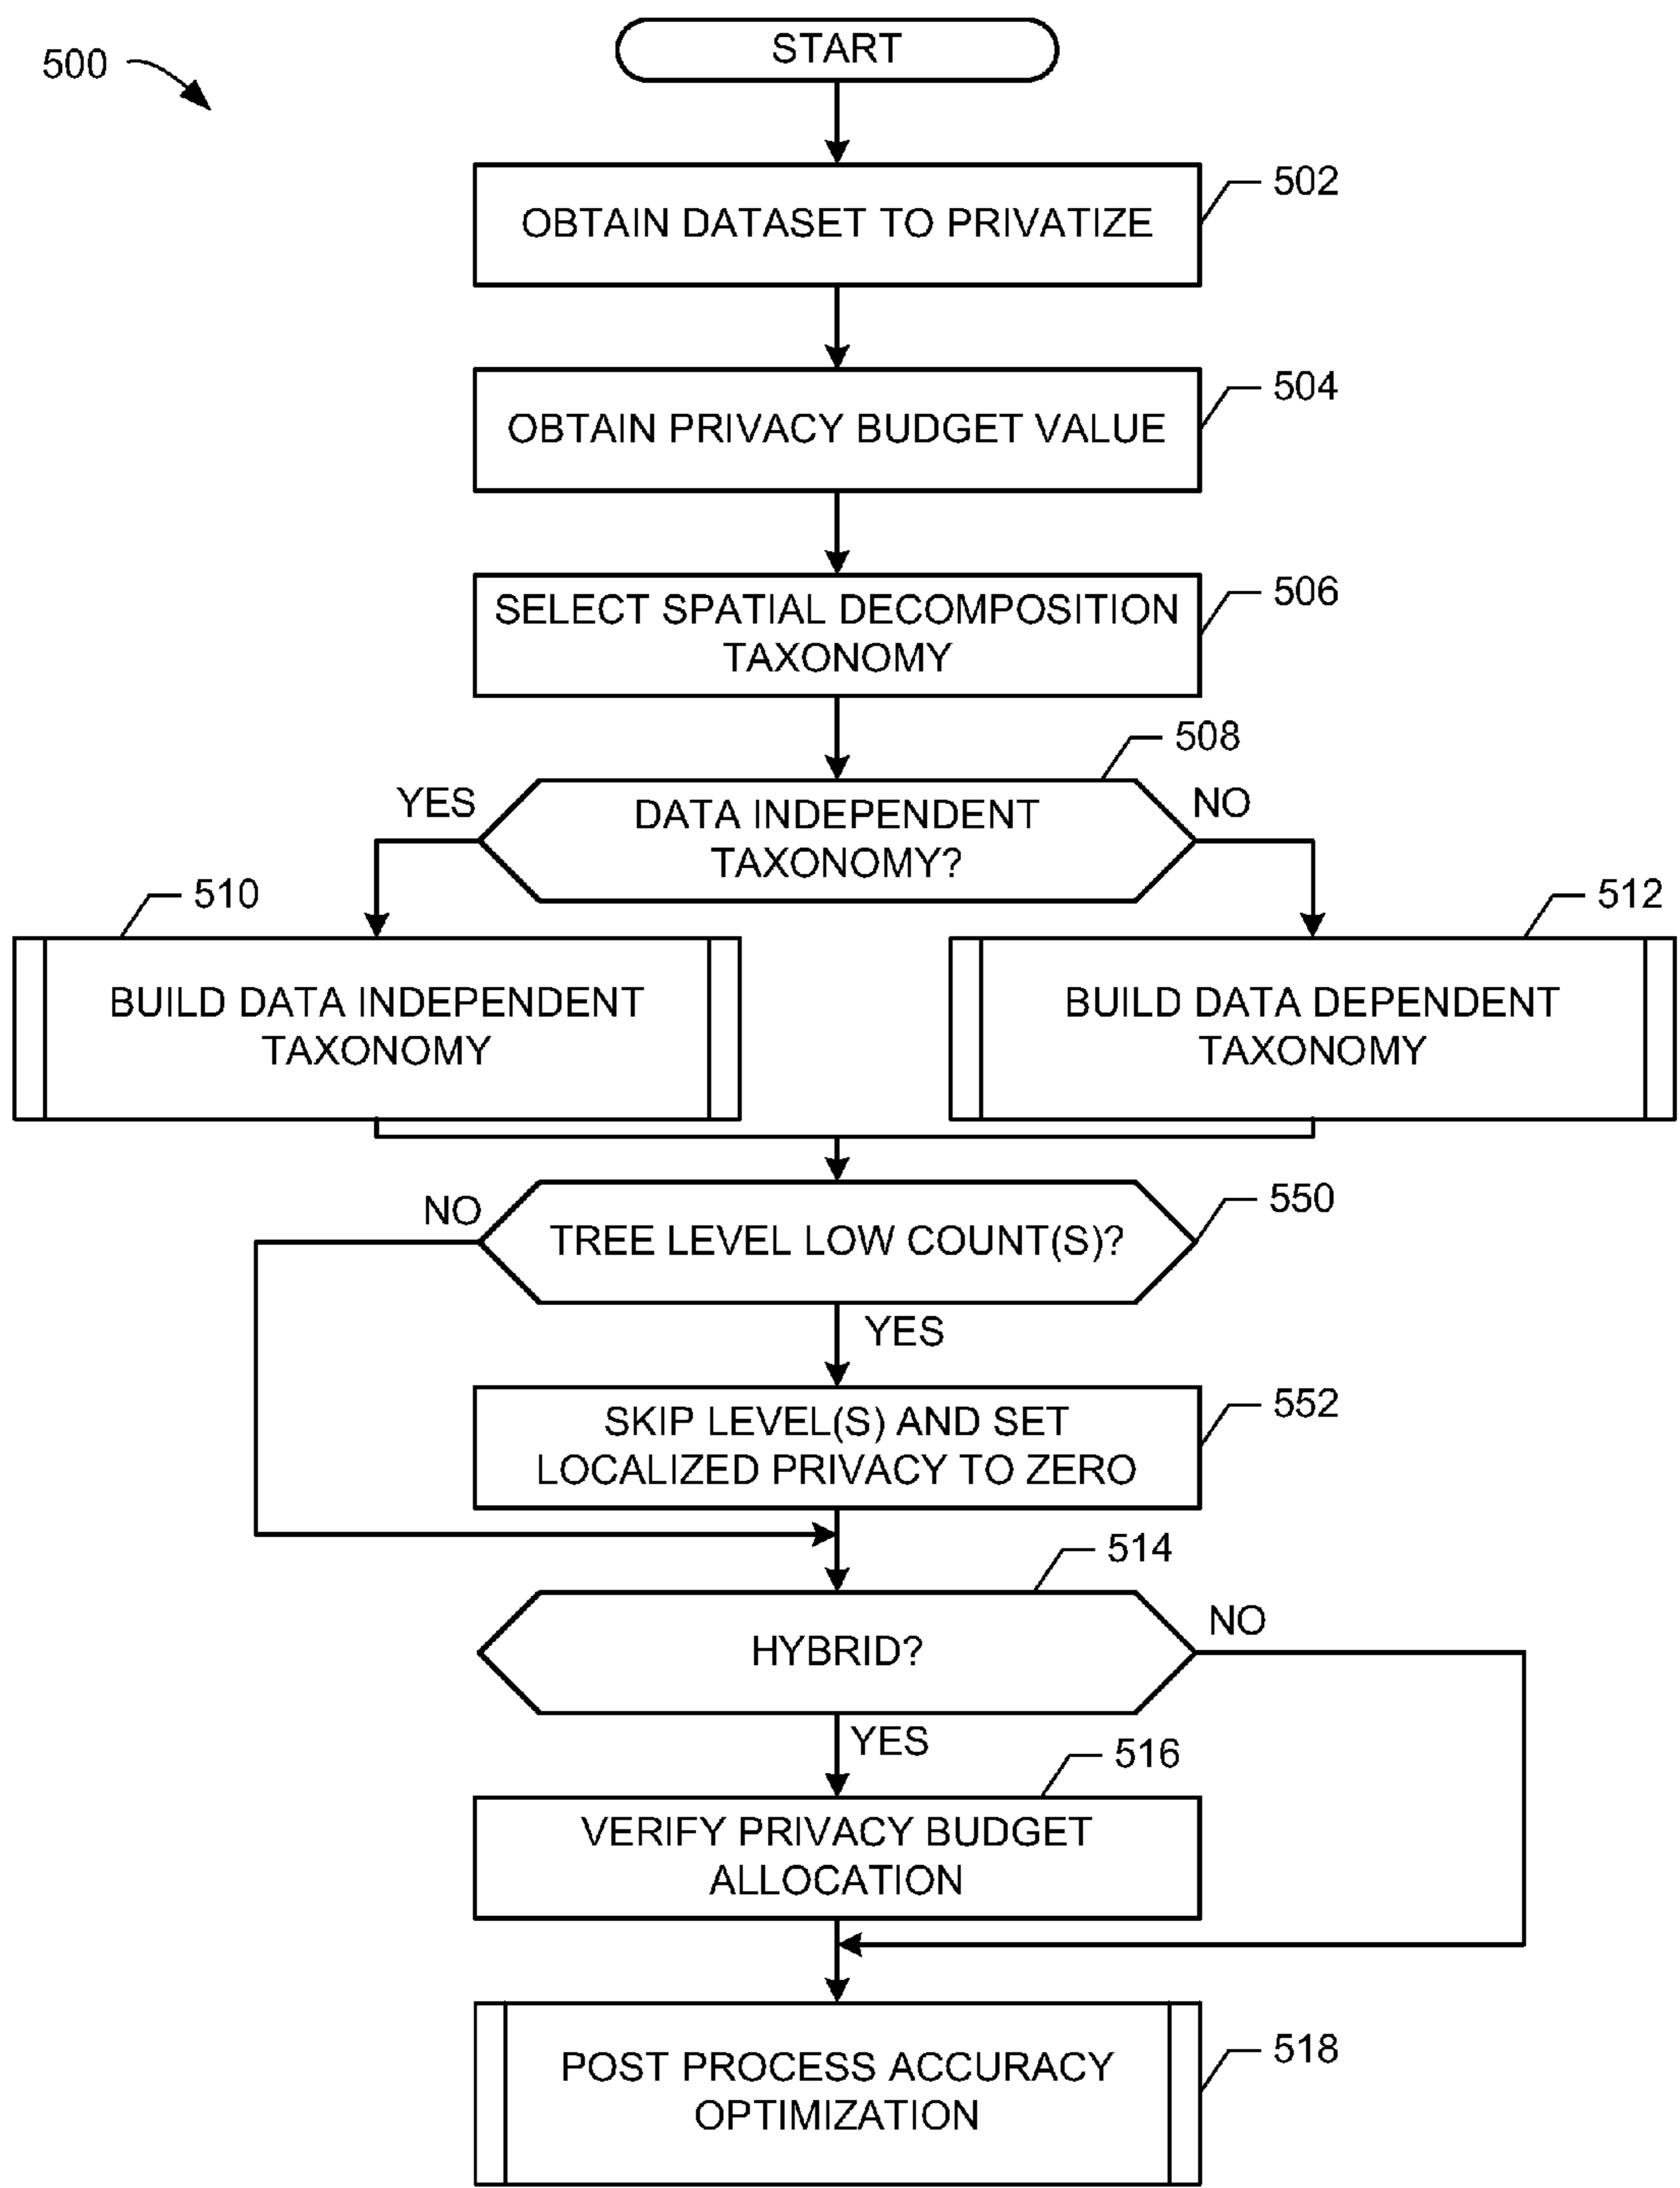 START
500
502
OBTAIN DATASET TO PRIVATIZE
504
OBTAIN PRIVACY BUDGET VALUE
506
SELECT SPATIAL DECOMPOSITION
TAXONOMY
508
YES
DATA INDEPENDENT
TAXONOMY?
NO
510
512
BUILD DATA INDEPENDENT
TAXONOMY
BUILD DATA DEPENDENT
TAXONOMY
NO
TREE LEVEL LOW COUNT(S)?
550
YES
552
SKIP LEVEL(S) AND SET
LOCALIZED PRIVACY TO ZERO
514
HYBRID?
NO
YES
516
VERIFY PRIVACY BUDGET
ALLOCATION
518
POST PROCESS ACCURACY
OPTIMIZATION